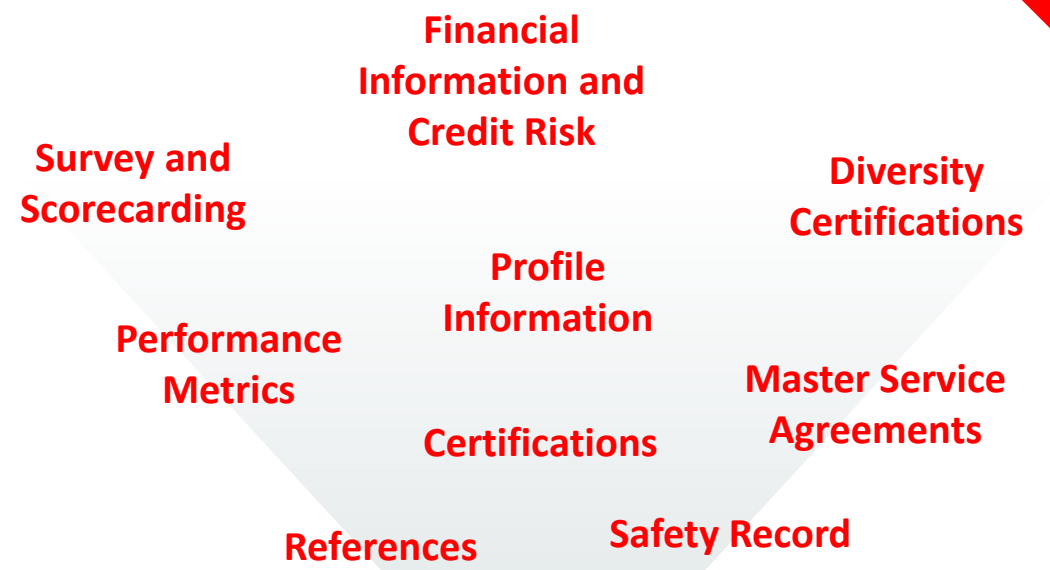 Financial
Information and
Credit Risk
Survey and
Scorecarding
Diversity
Certifications
Profile
Information
Performance
Metrics
Master Service
Agreements
Certifications
References
Safety Record